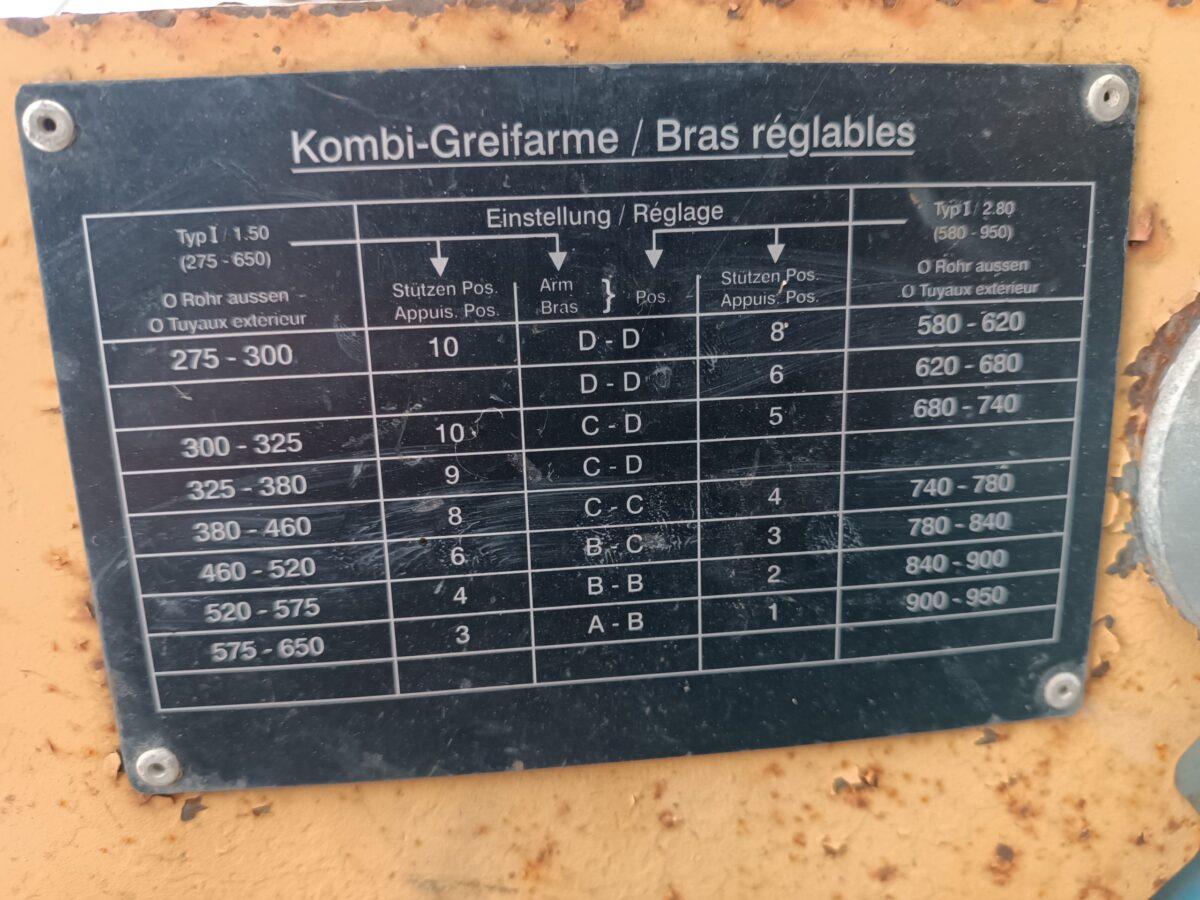 Kombi-Greifarme / Bras réglables
Einstellung / Réglage
Typ I / 1.50
(275 - 650)
O Rohr aussen
O Tuyaux extérieur
Stützen Pos.
Appuis. Pos.
Arm
Bras
} Pos.
Stützen Pos.
Appuis. Pos.
Typ I / 2.80
(580 - 950)
O Rohr aussen
O Tuyaux extérieur
275 - 300 10 D - D 8 580 - 620
D - D 6 620 - 680
300 - 325 10 C - D 5 680 - 740
325 - 380 9 C - D
380 - 460 8 C - C 4 740 - 780
460 - 520 6 B - C 3 780 - 840
520 - 575 4 B - B 2 840 - 900
575 - 650 3 A - B 1 900 - 950